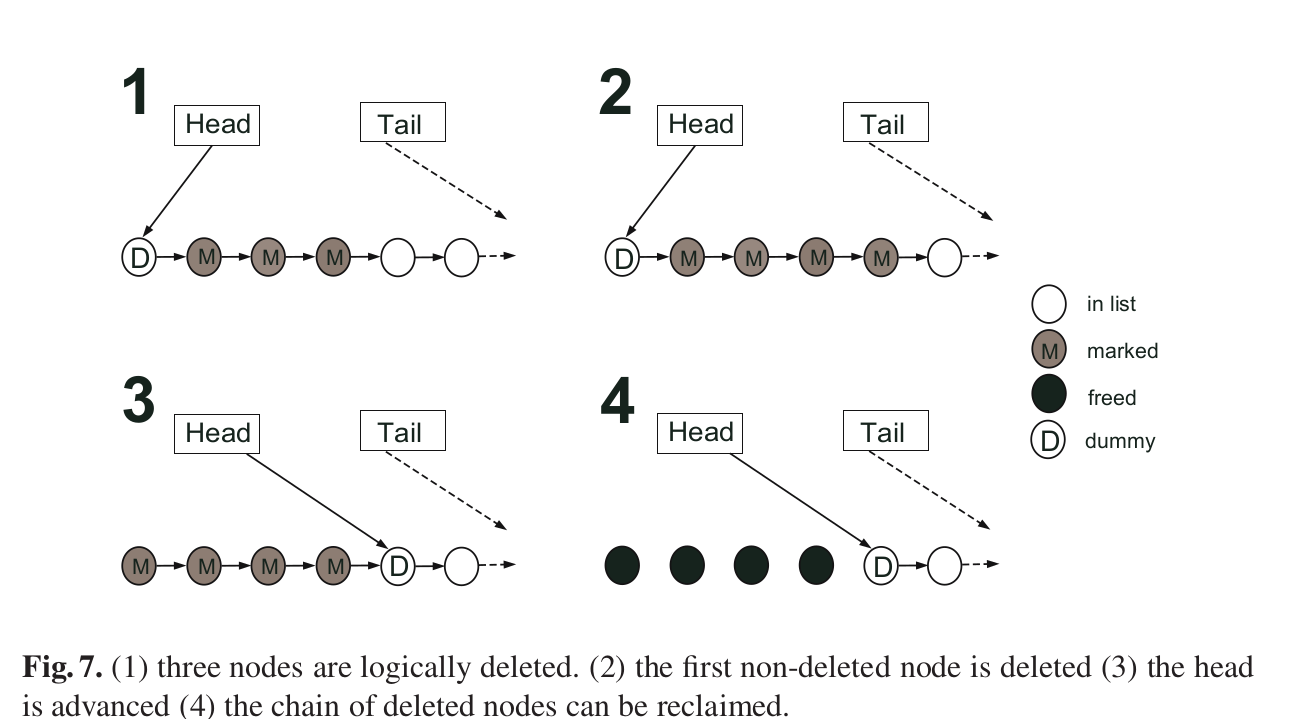 1
Head
Tail
D M M M
2
Head
Tail
D M M M M
in list
M marked
freed
D dummy
3
Head
Tail
M M M M D
4
Head
Tail
D
Fig. 7. (1) three nodes are logically deleted. (2) the first non-deleted node is deleted (3) the head
is advanced (4) the chain of deleted nodes can be reclaimed.